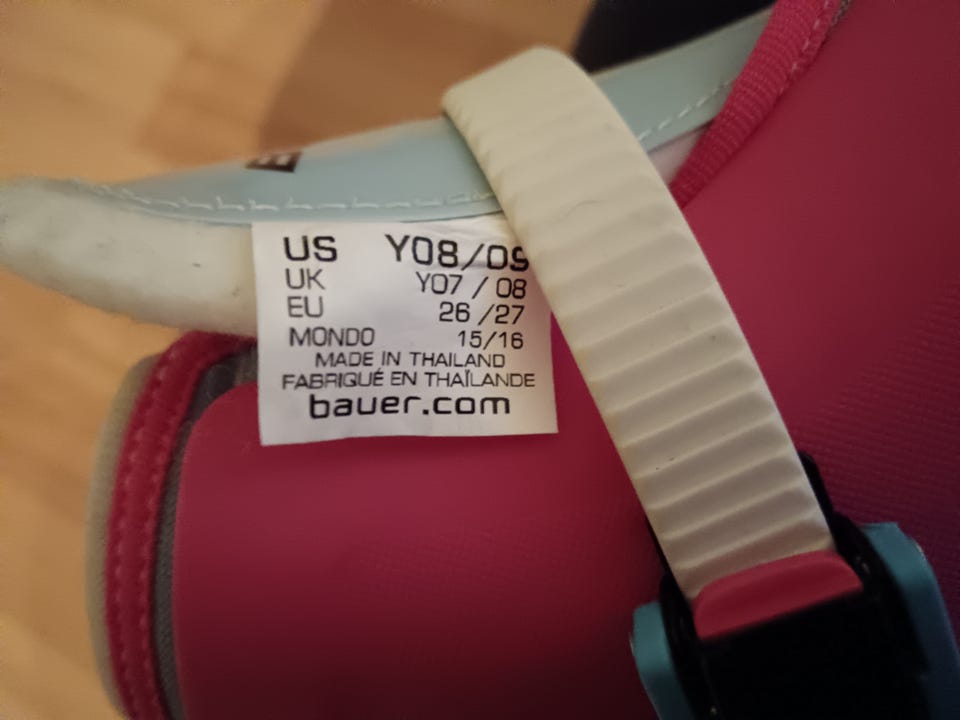 US Y08/09
UK Y07 / 08
EU 26 /27
MONDO 15/16
MADE IN THAILAND
FABRIQUÉ EN THAÏLANDE
bauer.com